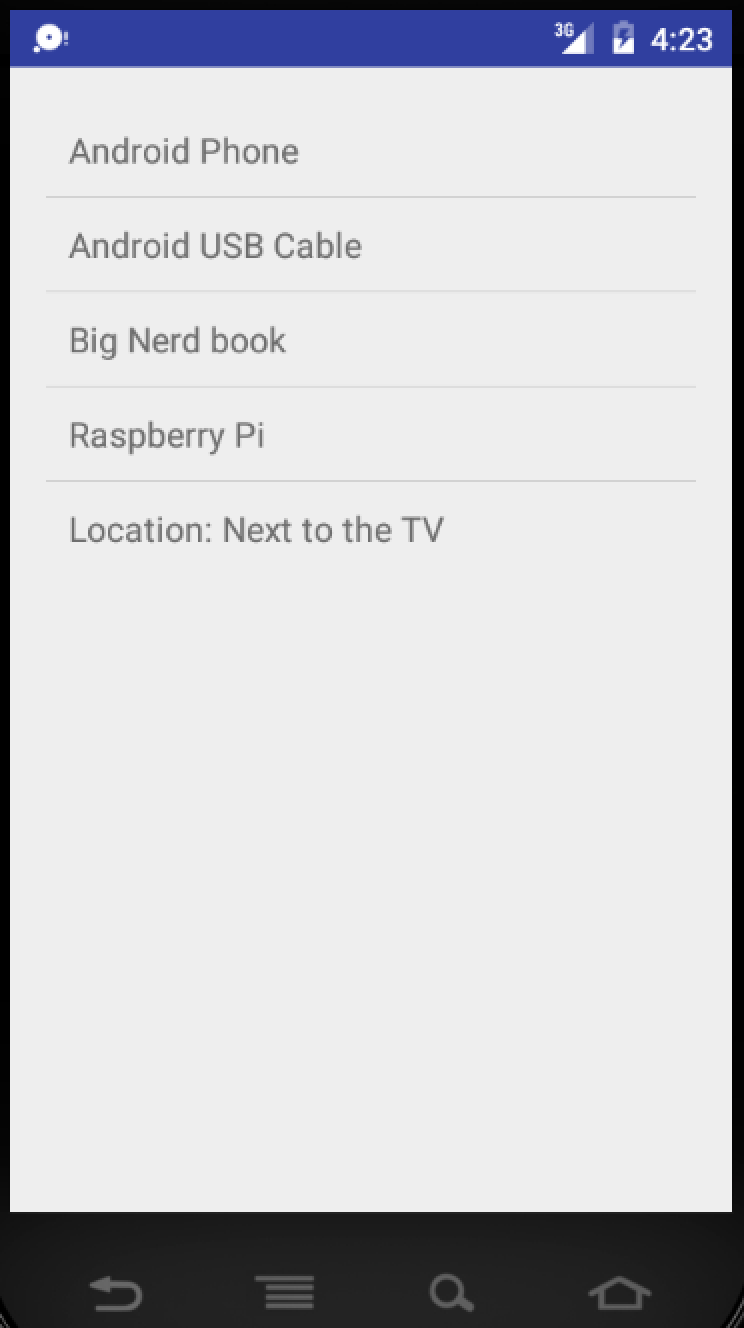 3G 4:23
Android Phone
Android USB Cable
Big Nerd book
Raspberry Pi
Location: Next to the TV